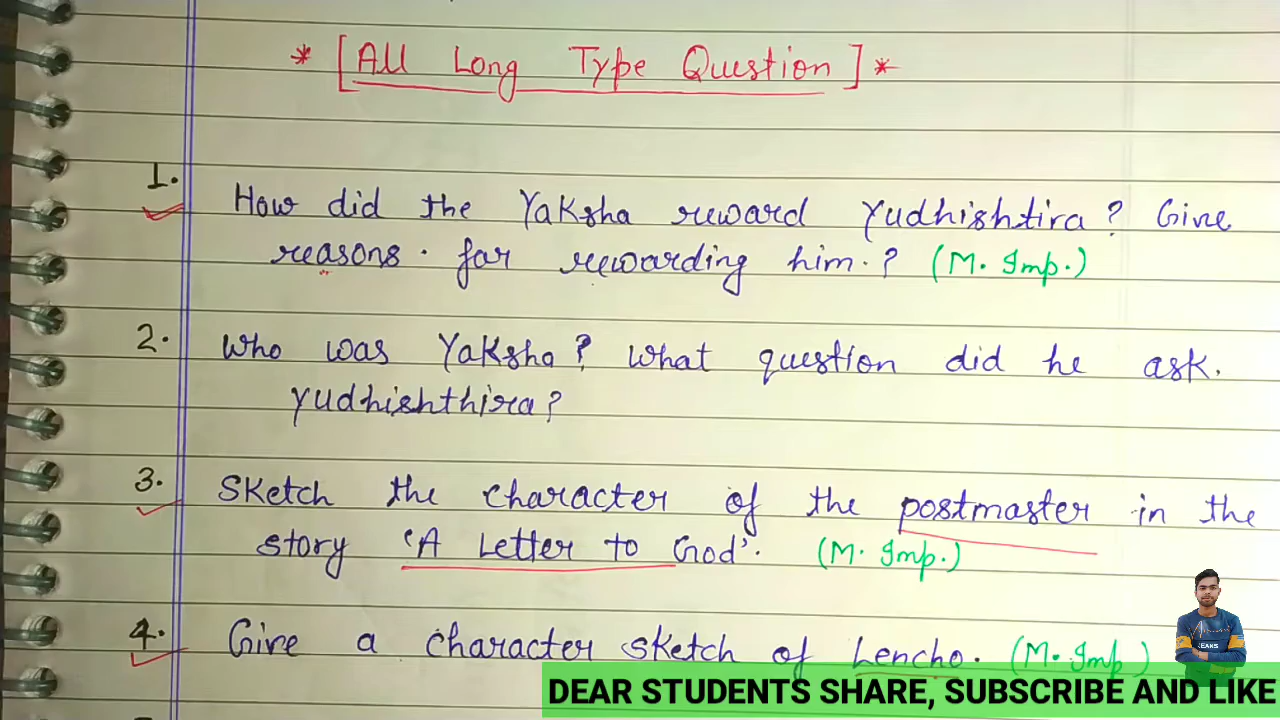 * [All Long Type Question] *
1. How did the Yaksha reward Yudhishtira? Give
reasons. for rewarding him.? (M. Imp.)
2. Who was Yaksha? What question did he ask.
Yudhishthira?
3. Sketch the character of the postmaster in the
story 'A Letter to God'. (M. Imp.)
4. Give a character sketch of Lencho. (M. Imp)
DEAR STUDENTS SHARE, SUBSCRIBE AND LIKE